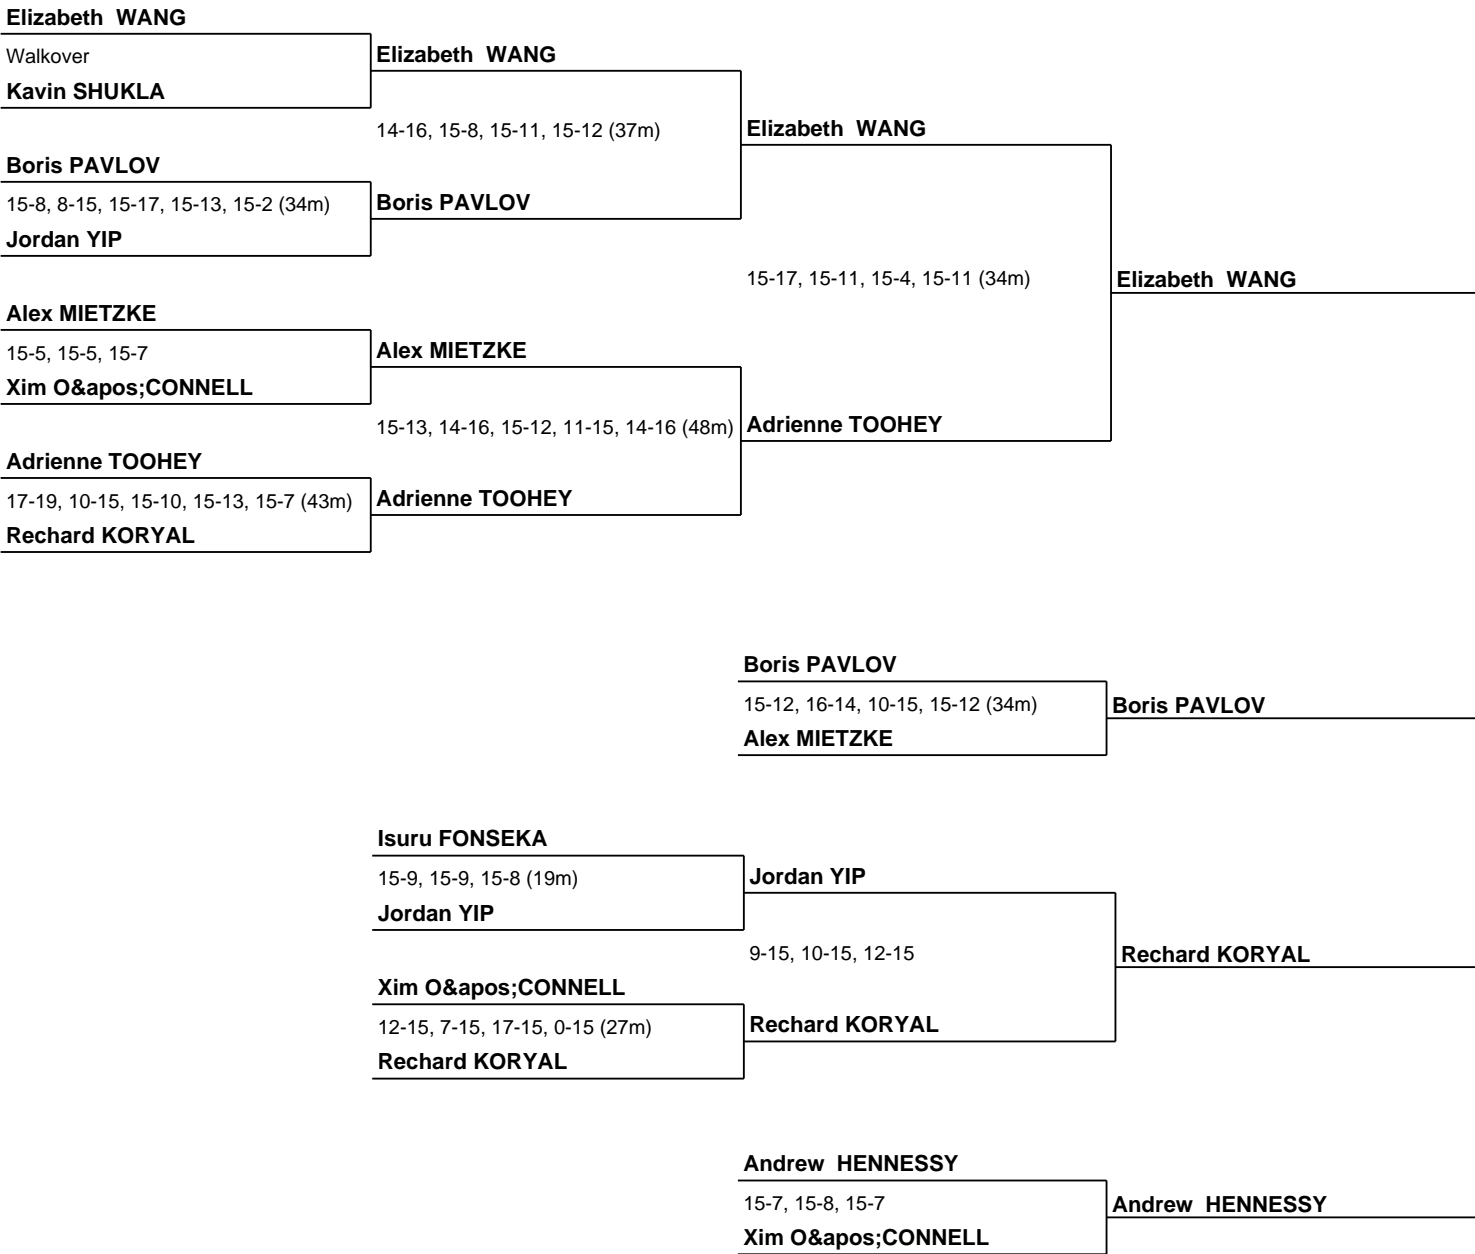 Elizabeth  WANG
Walkover
Elizabeth  WANG
Kavin SHUKLA
14-16, 15-8, 15-11, 15-12 (37m)
Elizabeth  WANG
Boris PAVLOV
15-8, 8-15, 15-17, 15-13, 15-2 (34m)
Boris PAVLOV
Jordan YIP
15-17, 15-11, 15-4, 15-11 (34m)
Elizabeth  WANG
Alex MIETZKE
15-5, 15-5, 15-7
Alex MIETZKE
Xim O&apos;CONNELL
15-13, 14-16, 15-12, 11-15, 14-16 (48m)
Adrienne TOOHEY
Adrienne TOOHEY
17-19, 10-15, 15-10, 15-13, 15-7 (43m)
Adrienne TOOHEY
Rechard KORYAL
Boris PAVLOV
15-12, 16-14, 10-15, 15-12 (34m)
Boris PAVLOV
Alex MIETZKE
Isuru FONSEKA
15-9, 15-9, 15-8 (19m)
Jordan YIP
Jordan YIP
9-15, 10-15, 12-15
Rechard KORYAL
Xim O&apos;CONNELL
12-15, 7-15, 17-15, 0-15 (27m)
Rechard KORYAL
Rechard KORYAL
Andrew  HENNESSY
15-7, 15-8, 15-7
Andrew  HENNESSY
Xim O&apos;CONNELL